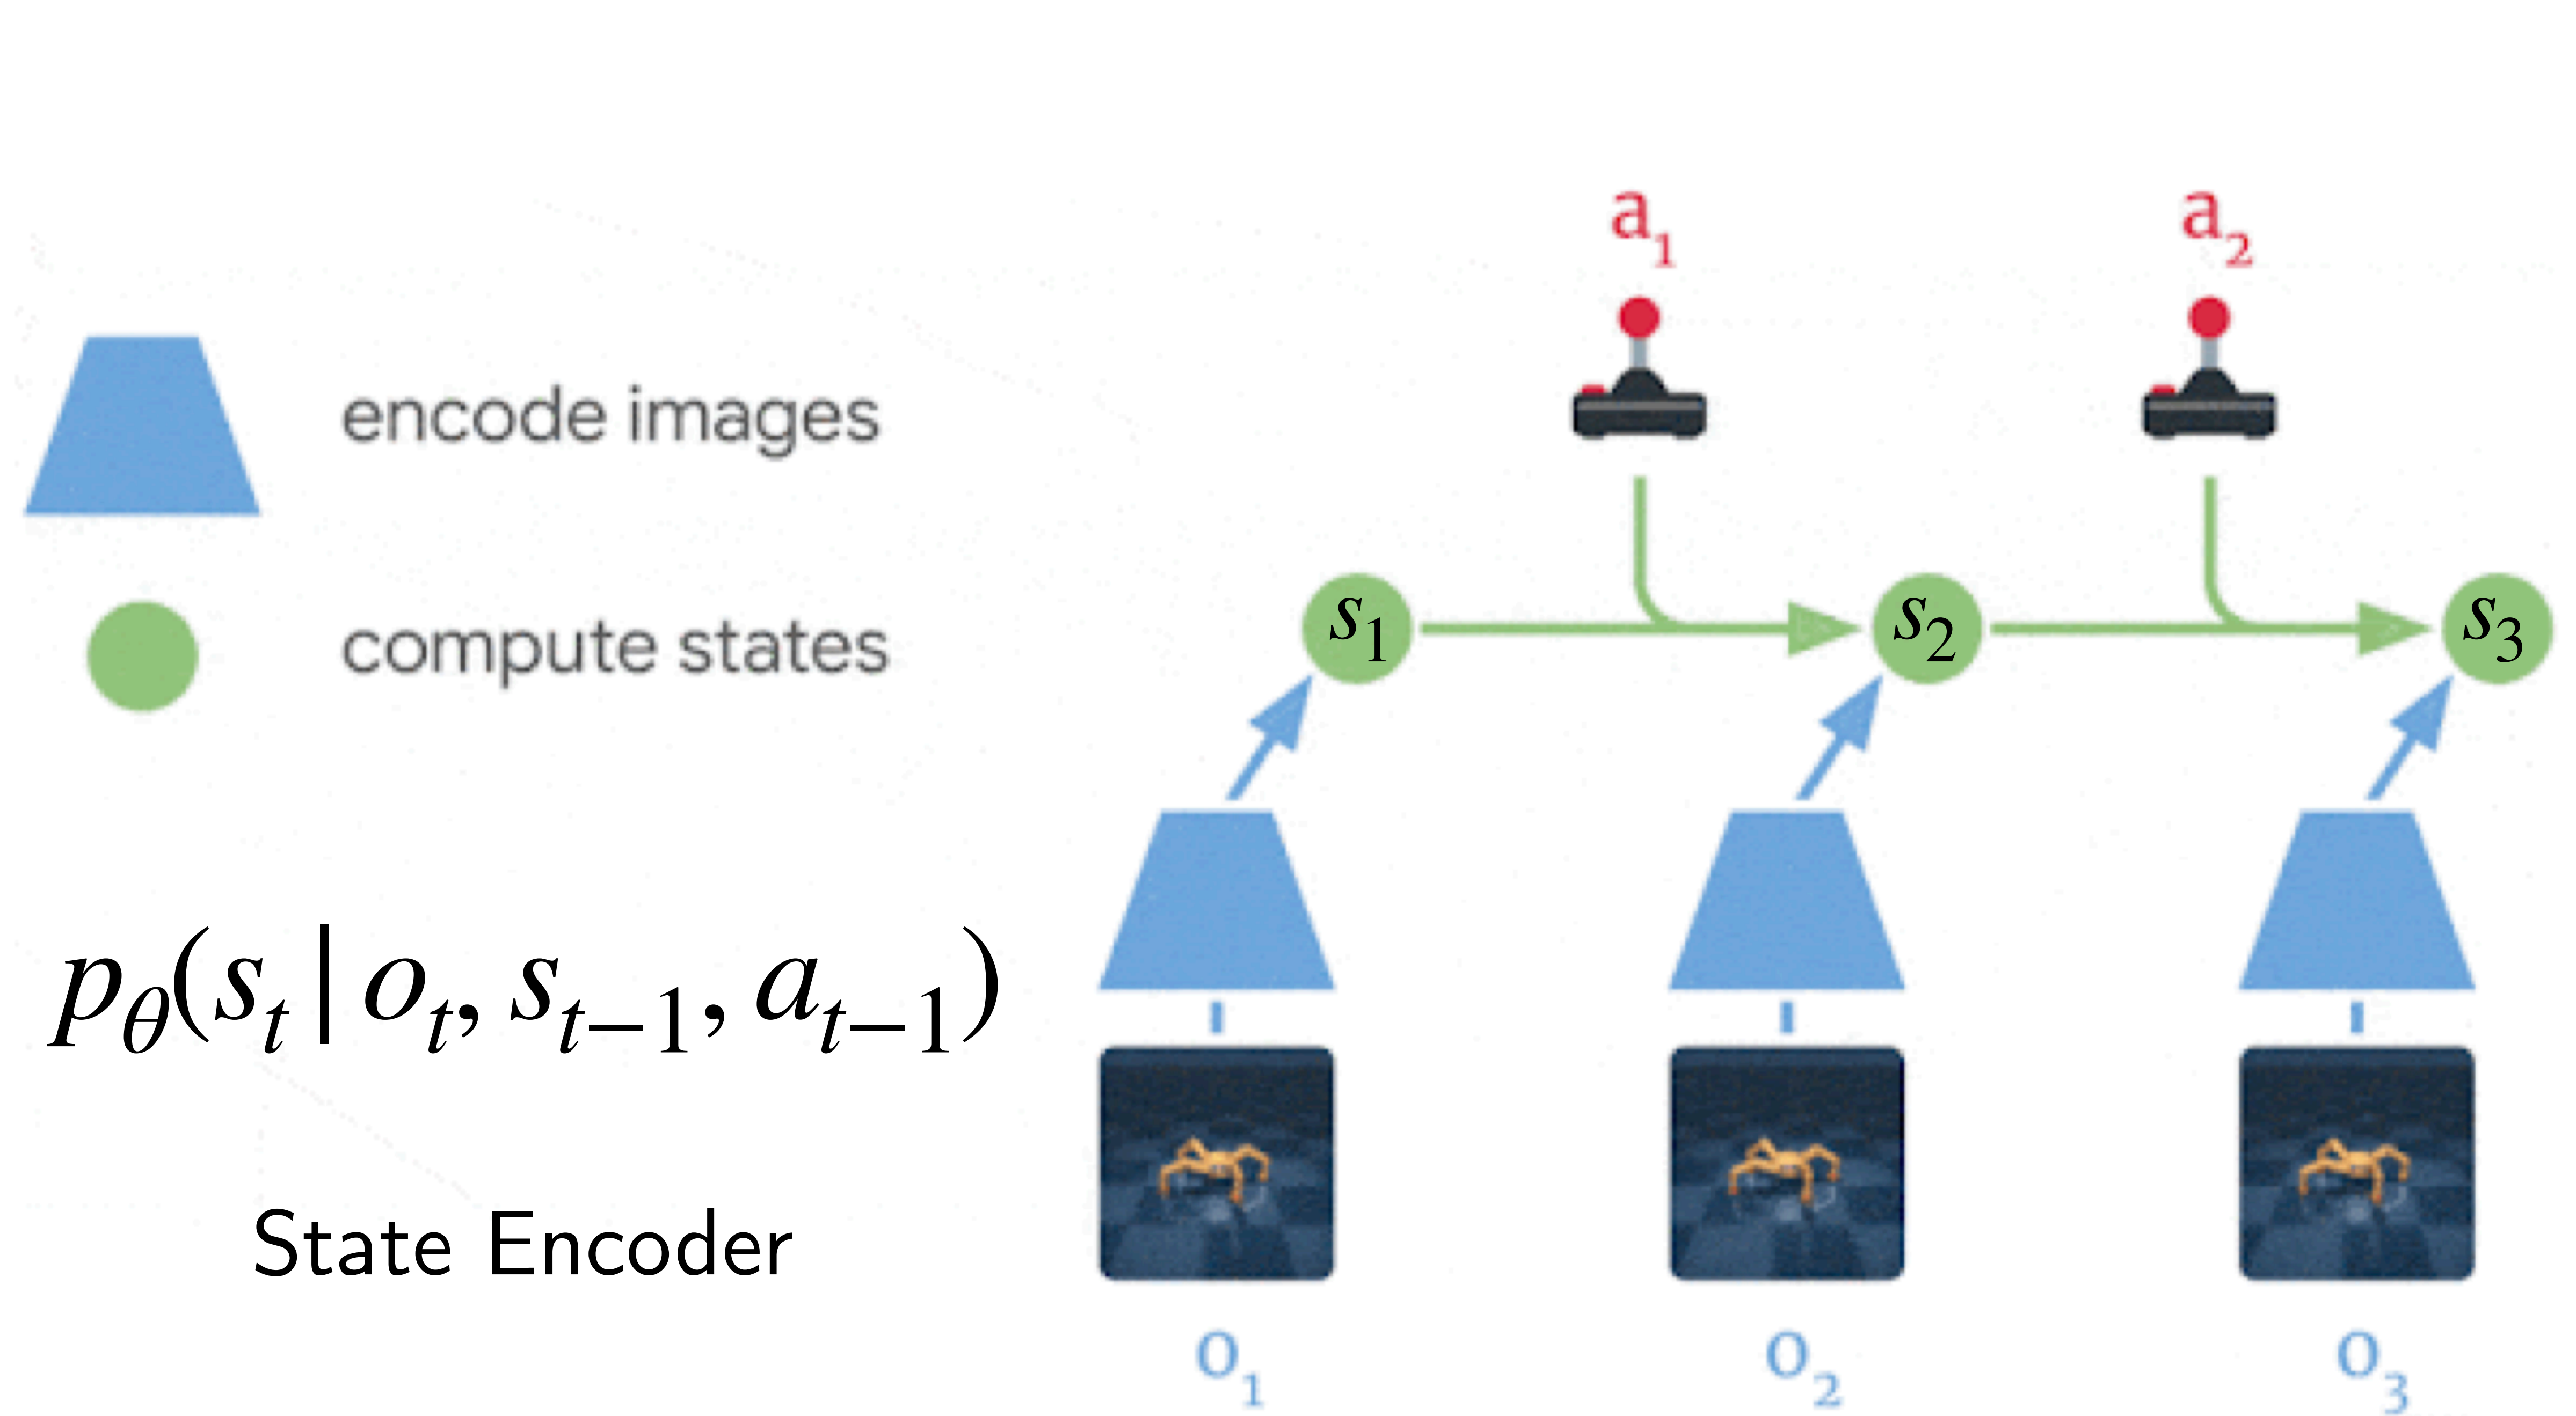 a₁ a₂
encode images
s₁ s₂ s₃
compute states
pθ(sₜ | oₜ, sₜ₋₁, aₜ₋₁)
State Encoder
o₁ o₂ o₃